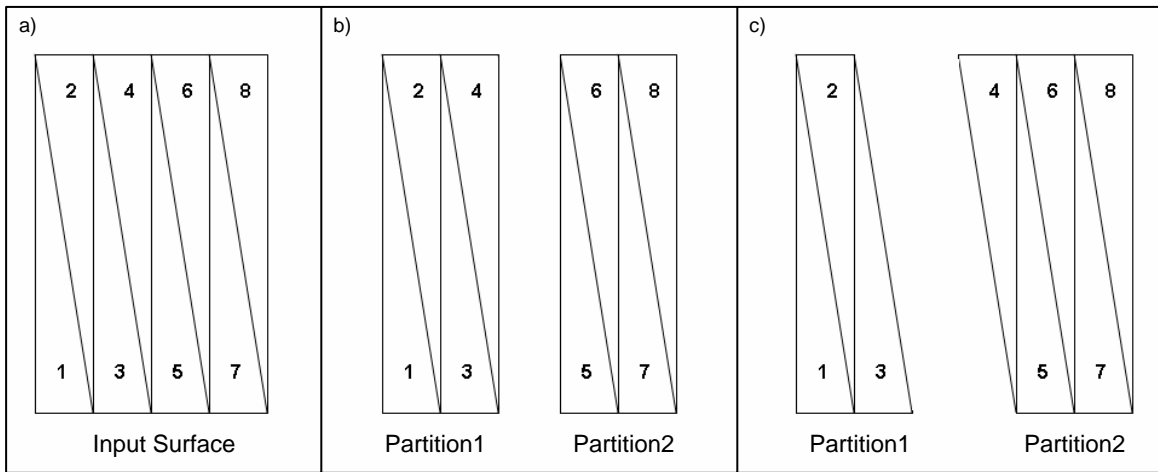 a) b) c)
2 4 6 8 2 4 6 8 2 4 6 8
1 3 5 7 1 3 5 7 1 3 5 7
Input Surface Partition1 Partition2 Partition1 Partition2